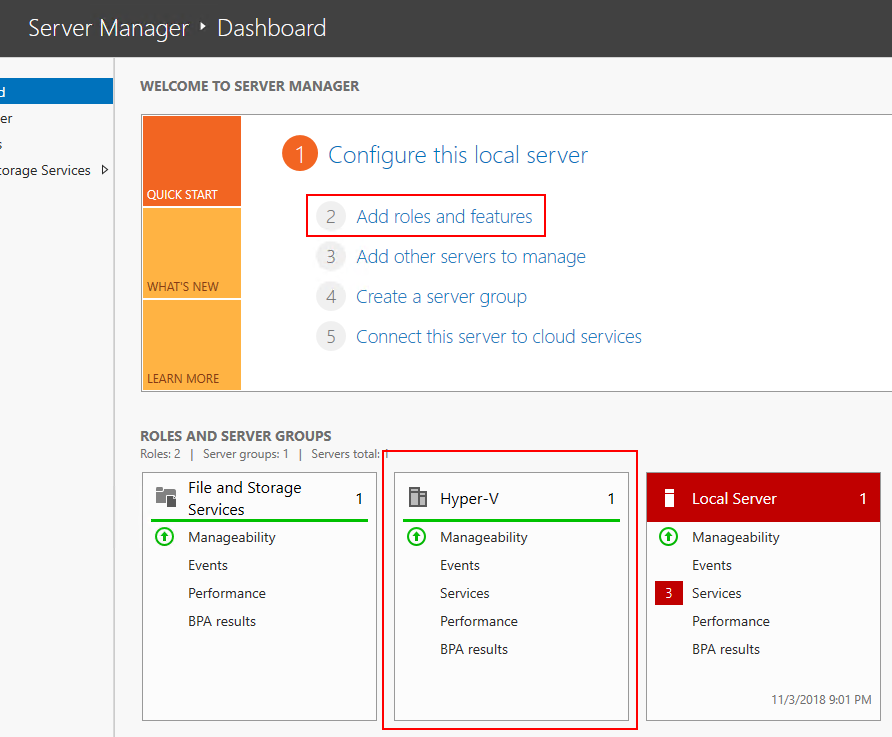 Server Manager ‣ Dashboard
WELCOME TO SERVER MANAGER
QUICK START
WHAT'S NEW
LEARN MORE
1 Configure this local server
2 Add roles and features
3 Add other servers to manage
4 Create a server group
5 Connect this server to cloud services
ROLES AND SERVER GROUPS
Roles: 2 | Server groups: 1 | Servers total: 1
File and Storage
Services
1
Manageability
Events
Performance
BPA results
Hyper-V 1
Manageability
Events
Services
Performance
BPA results
Local Server 1
Manageability
Events
3 Services
Performance
BPA results
11/3/2018 9:01 PM